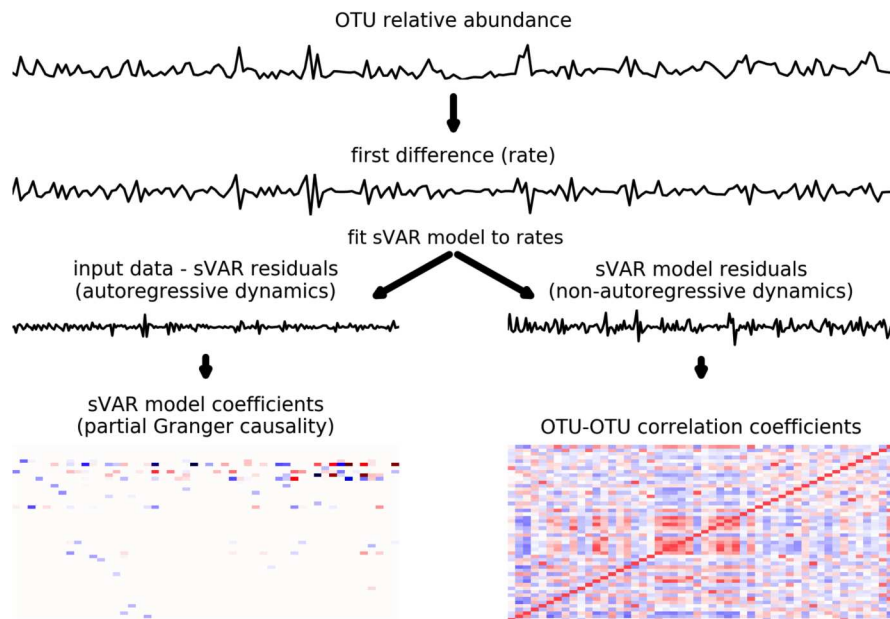 OTU relative abundance
first difference (rate)
fit sVAR model to rates
input data - sVAR residuals
(autoregressive dynamics)
sVAR model residuals
(non-autoregressive dynamics)
sVAR model coefficients
(partial Granger causality)
OTU-OTU correlation coefficients